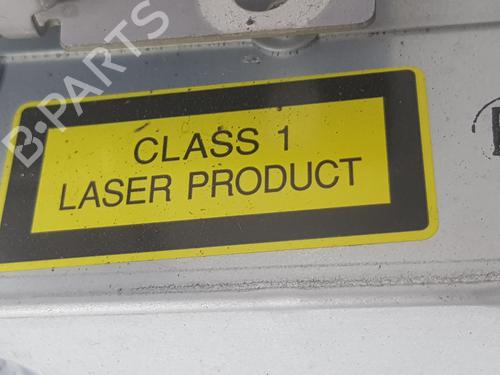 B-PARTS
CLASS 1
LASER PRODUCT